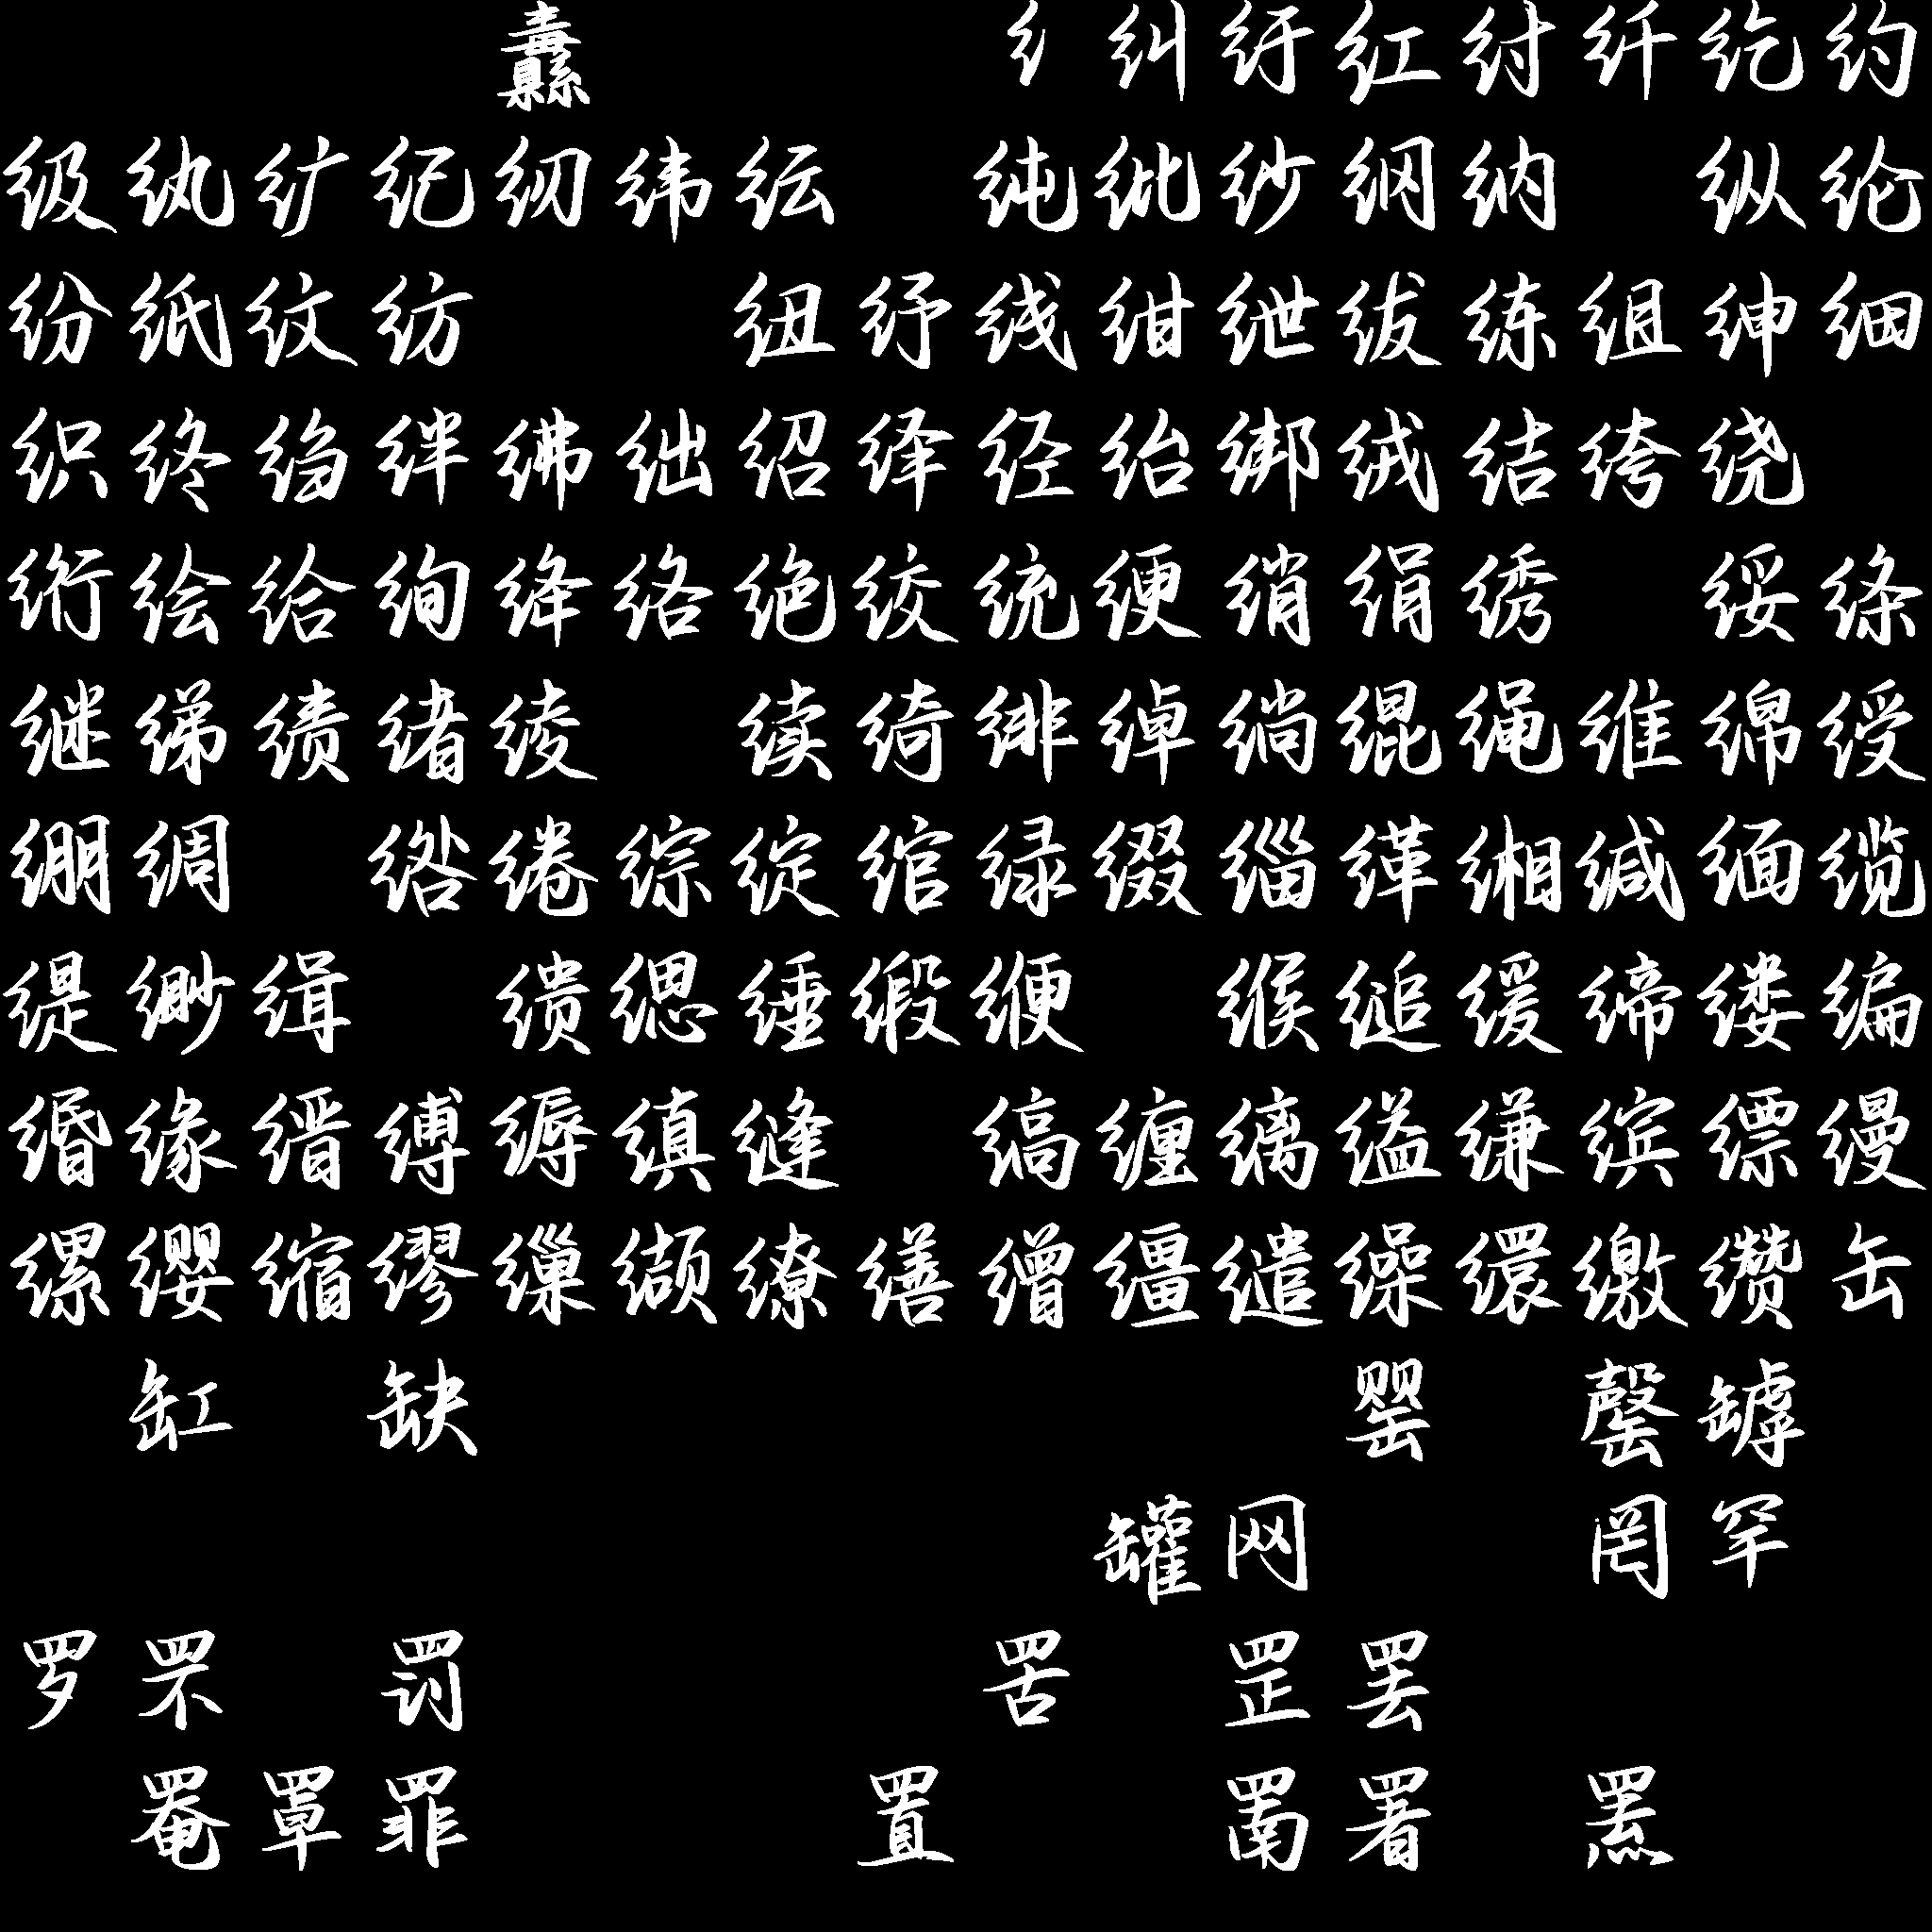 纛 纟 纠 纡 红 纣 纤 纥 约
级 纨 纩 纪 纫 纬 纭 纯 纰 纱 纲 纳 纵 纶
纷 纸 纹 纺 纽 纾 线 绀 绁 绂 练 组 绅 细
织 终 绉 绊 绋 绌 绍 绎 经 绐 绑 绒 结 绔 绕
绗 绘 给 绚 绛 络 绝 绞 统 绠 绡 绢 绣 绥 绦
继 绨 绩 绪 绫 续 绮 绯 绰 绱 绲 绳 维 绵 绶
绷 绸 绺 绻 综 绽 绾 绿 缀 缁 缂 缃 缄 缅 缆
缇 缈 缉 缋 缌 缍 缎 缏 缑 缒 缓 缔 缕 编
缗 缘 缙 缚 缛 缜 缝 缟 缠 缡 缢 缣 缤 缥 缦
缧 缨 缩 缪 缫 缬 缭 缮 缯 缰 缱 缲 缳 缴 缵 缶
缸 缺 罂 罄 罅
罐 网 罔 罕
罗 罘 罚 罟 罡 罢
罨 罩 罪 置 罱 署 罴